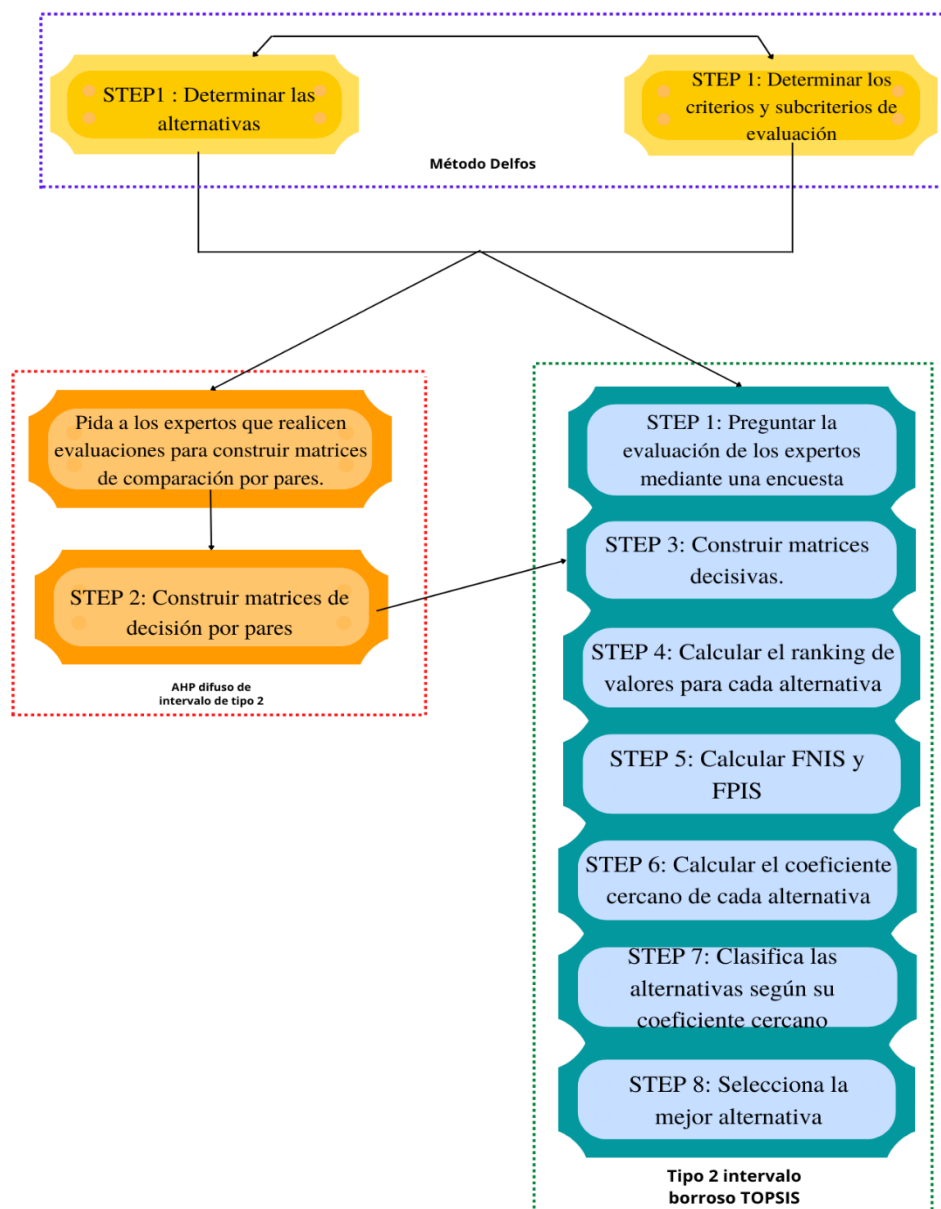 STEP1 : Determinar las
alternativas
STEP 1: Determinar los
criterios y subcriterios de
evaluación
Método Delfos
Pida a los expertos que realicen
evaluaciones para construir matrices
de comparación por pares.
STEP 2: Construir matrices de
decisión por pares
AHP difuso de
intervalo de tipo 2
STEP 1: Preguntar la
evaluación de los expertos
mediante una encuesta
STEP 3: Construir matrices
decisivas.
STEP 4: Calcular el ranking de
valores para cada alternativa
STEP 5: Calcular FNIS y
FPIS
STEP 6: Calcular el coeficiente
cercano de cada alternativa
STEP 7: Clasifica las
alternativas según su
coeficiente cercano
STEP 8: Selecciona la
mejor alternativa
Tipo 2 intervalo
borroso TOPSIS